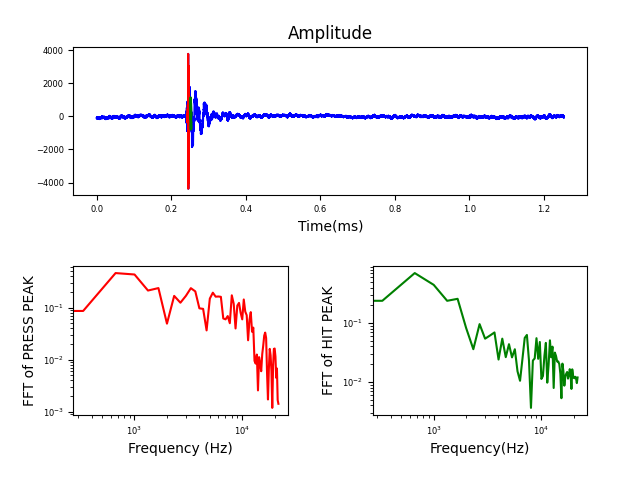 Amplitude
4000
2000
0
−2000
−4000
0.0 0.2 0.4 0.6 0.8 1.0 1.2
Time(ms)
FFT of PRESS PEAK
10⁻¹
10⁻²
10⁻³
10³ 10⁴
Frequency (Hz)
FFT of HIT PEAK
10⁻¹
10⁻²
10³ 10⁴
Frequency(Hz)